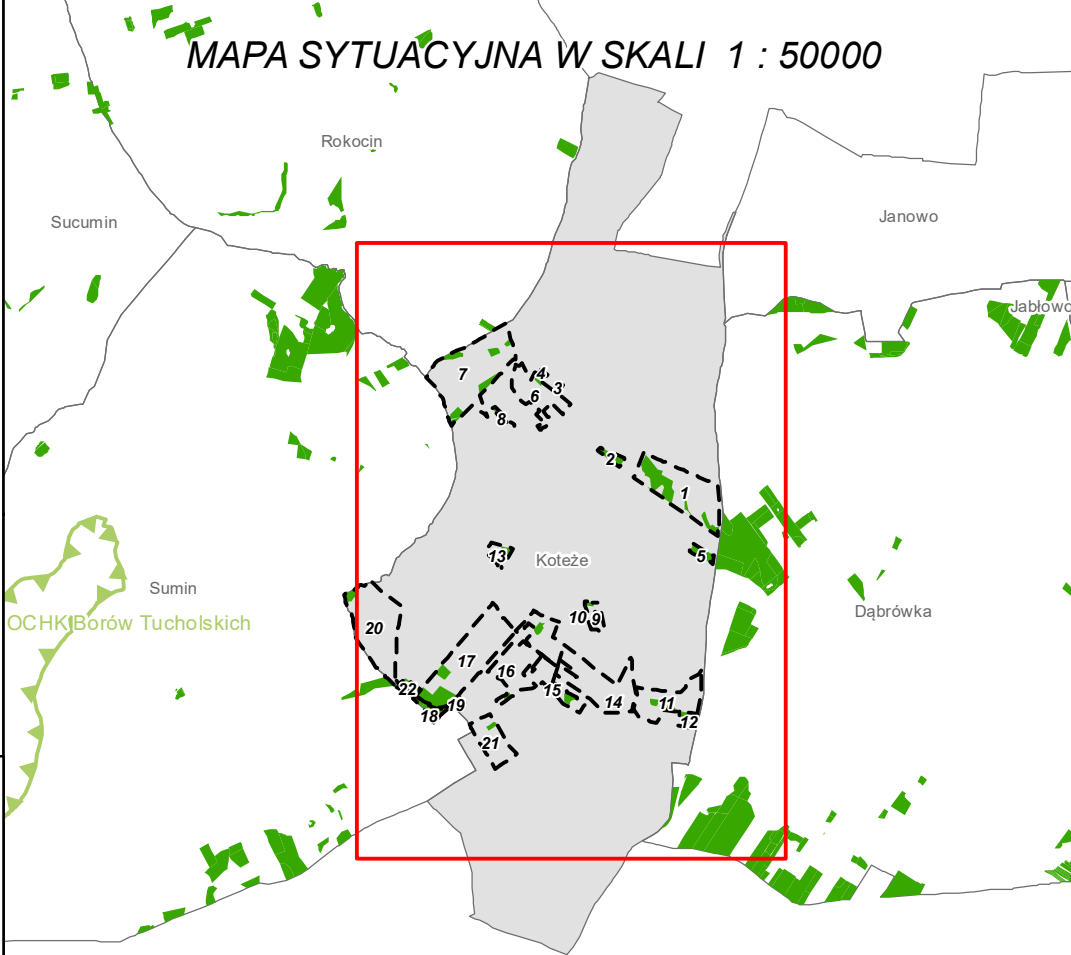 MAPA SYTUACYJNA W SKALI 1 : 50000
Rokocin
Sucumin
Janowo
Jabłowo
7
4
3
6
8
2
1
13
Koteże
5
Sumin
OCHK Borów Tucholskich
10
9
Dąbrówka
20
17
16
22
15
19
14
11
18
12
21